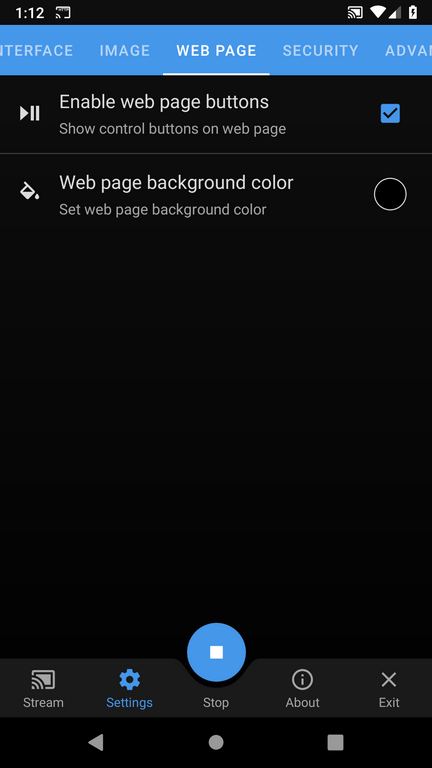 1:12
NTERFACE IMAGE WEB PAGE SECURITY ADVA
Enable web page buttons
Show control buttons on web page
Web page background color
Set web page background color
Stream Settings Stop About Exit